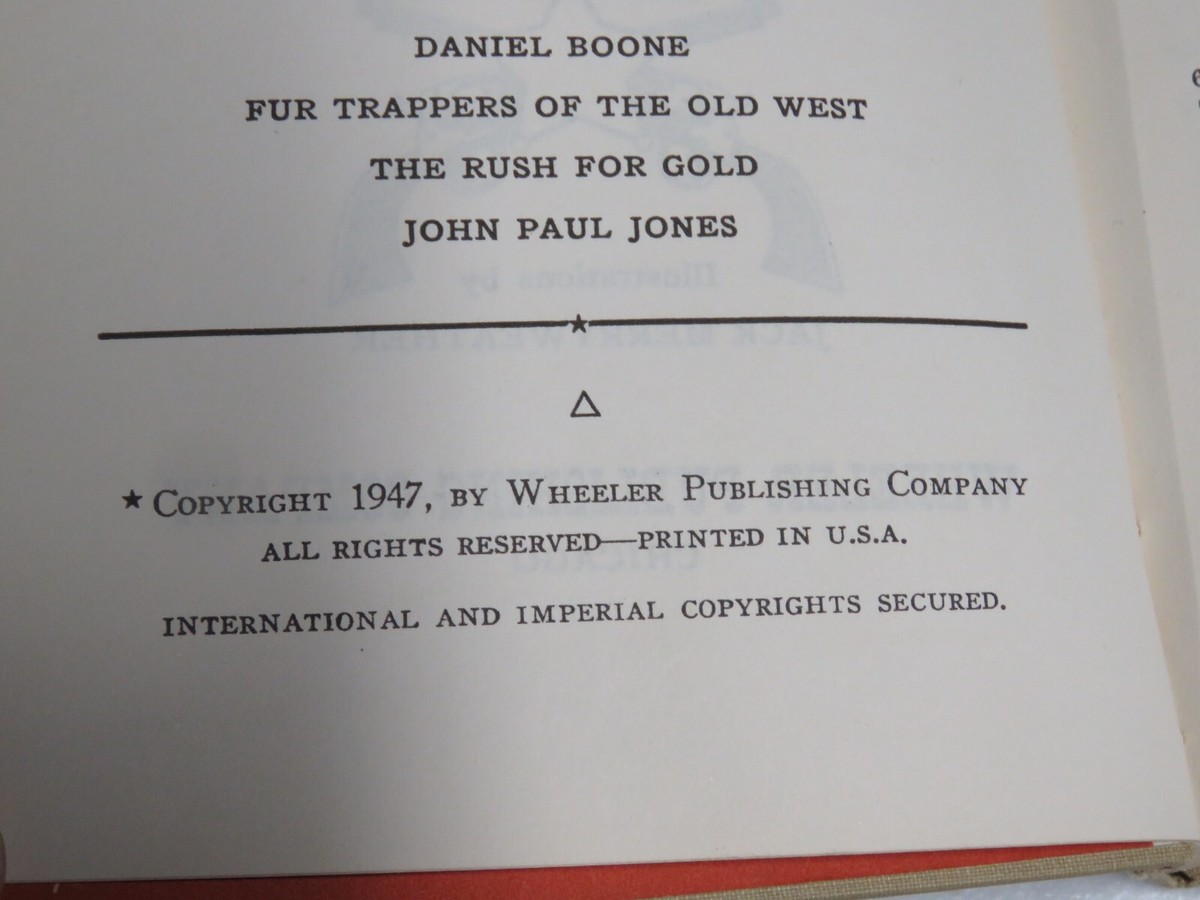 DANIEL BOONE
FUR TRAPPERS OF THE OLD WEST
THE RUSH FOR GOLD
JOHN PAUL JONES
★ COPYRIGHT 1947, BY WHEELER PUBLISHING COMPANY
ALL RIGHTS RESERVED—PRINTED IN U.S.A.
INTERNATIONAL AND IMPERIAL COPYRIGHTS SECURED.